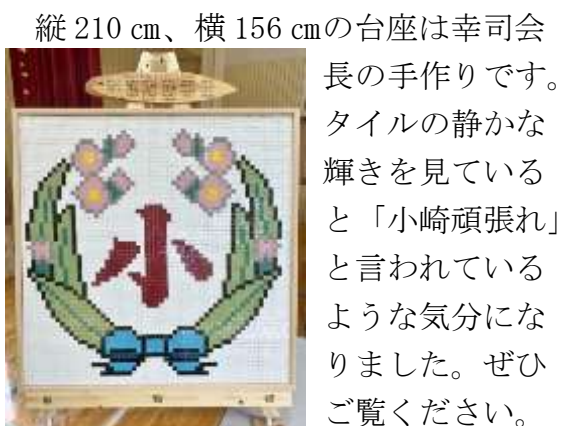 縦 210 ㎝、横 156 ㎝の台座は幸司会
長の手作りです。
タイルの静かな
輝きを見ている
と「小崎頑張れ」
と言われている
ような気分にな
りました。ぜひ
ご覧ください。
小